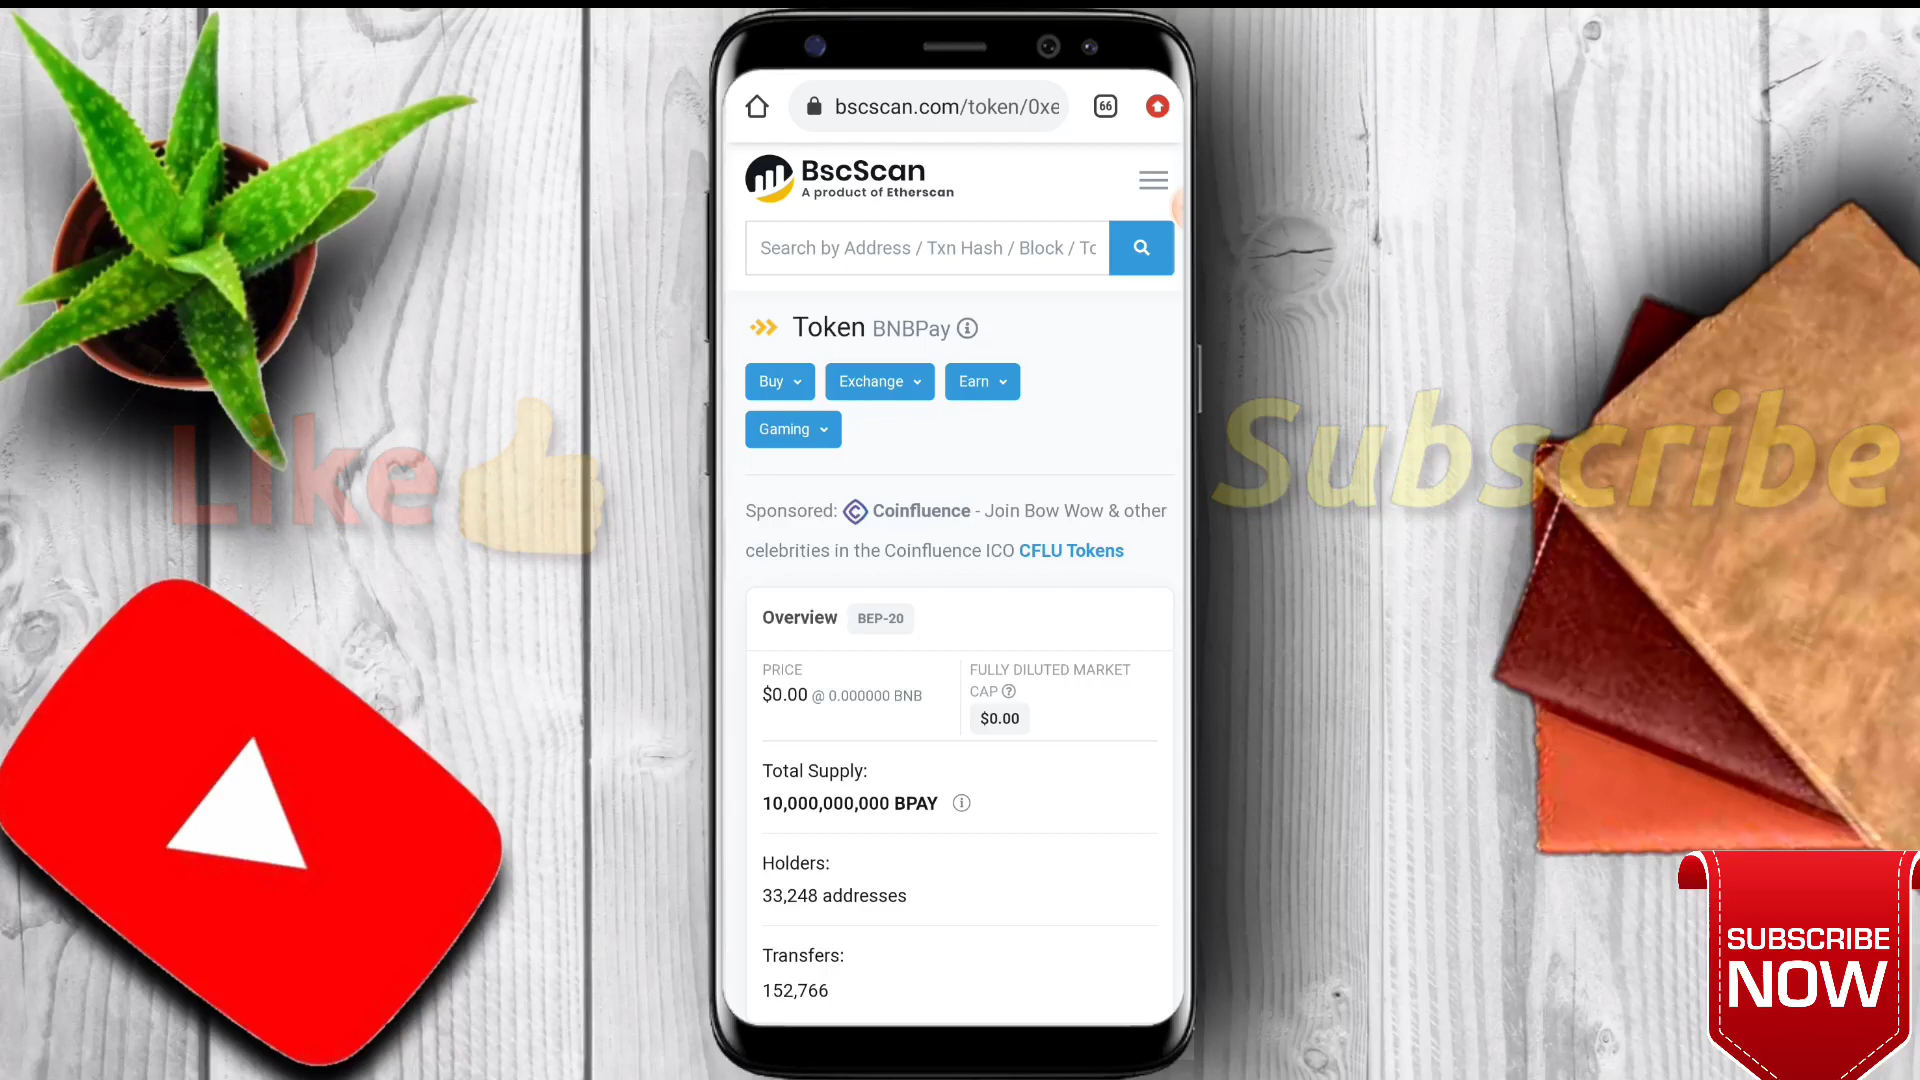 bscscan.com/token/0xe
66
BscScan
A product of Etherscan
Search by Address / Txn Hash / Block / To
Token BNBPay
Buy
Exchange
Earn
Gaming
Sponsored: Coinfluence - Join Bow Wow & other
celebrities in the Coinfluence ICO CFLU Tokens
Overview BEP-20
PRICE
$0.00 @ 0.000000 BNB
FULLY DILUTED MARKET
CAP
$0.00
Total Supply:
10,000,000,000 BPAY
Holders:
33,248 addresses
Transfers:
152,766
Like
Subscribe
SUBSCRIBE
NOW